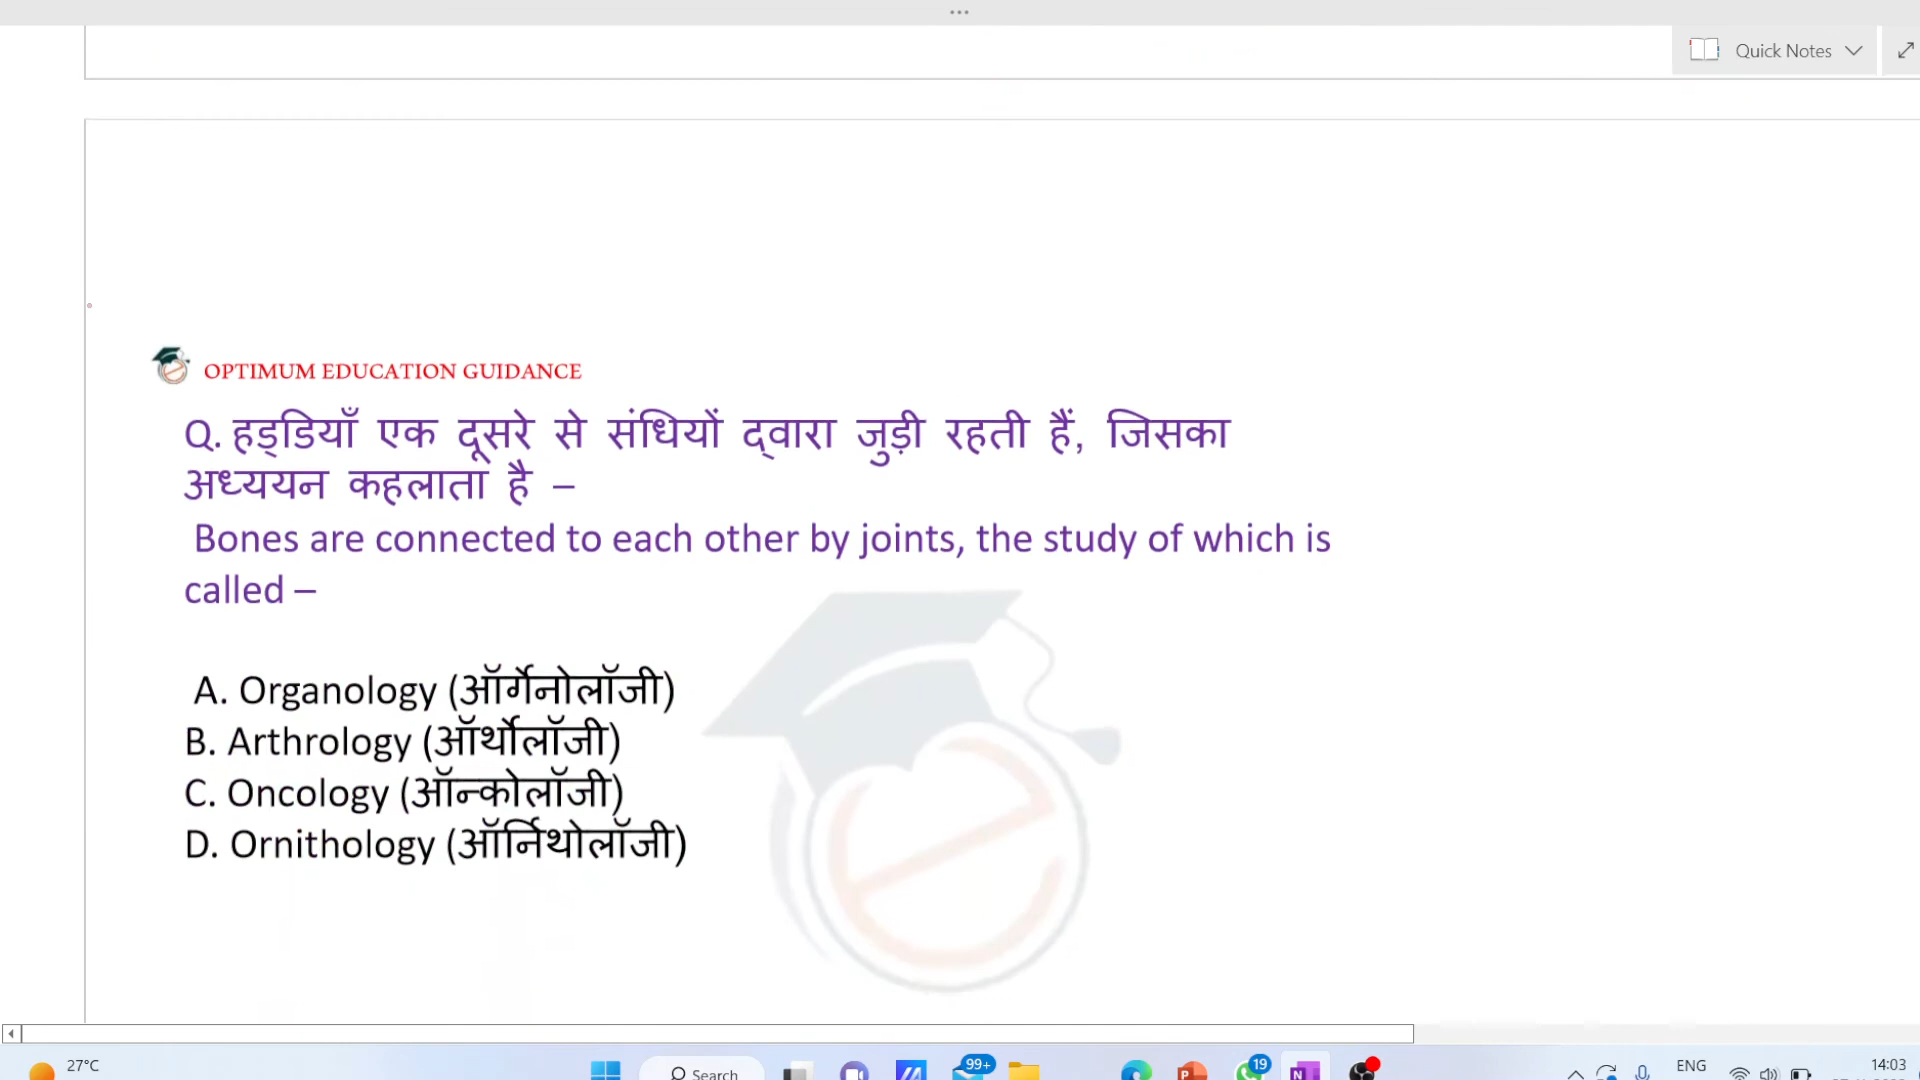 Quick Notes
OPTIMUM EDUCATION GUIDANCE
Q. हड्डियाँ एक दूसरे से संधियों द्वारा जुड़ी रहती हैं, जिसका
अध्ययन कहलाता है –
Bones are connected to each other by joints, the study of which is
called –
A. Organology (ऑर्गेनोलॉजी)
B. Arthrology (ऑर्थोलॉजी)
C. Oncology (ऑन्कोलॉजी)
D. Ornithology (ऑर्निथोलॉजी)
27°C
Search
99+
19
ENG
14:03